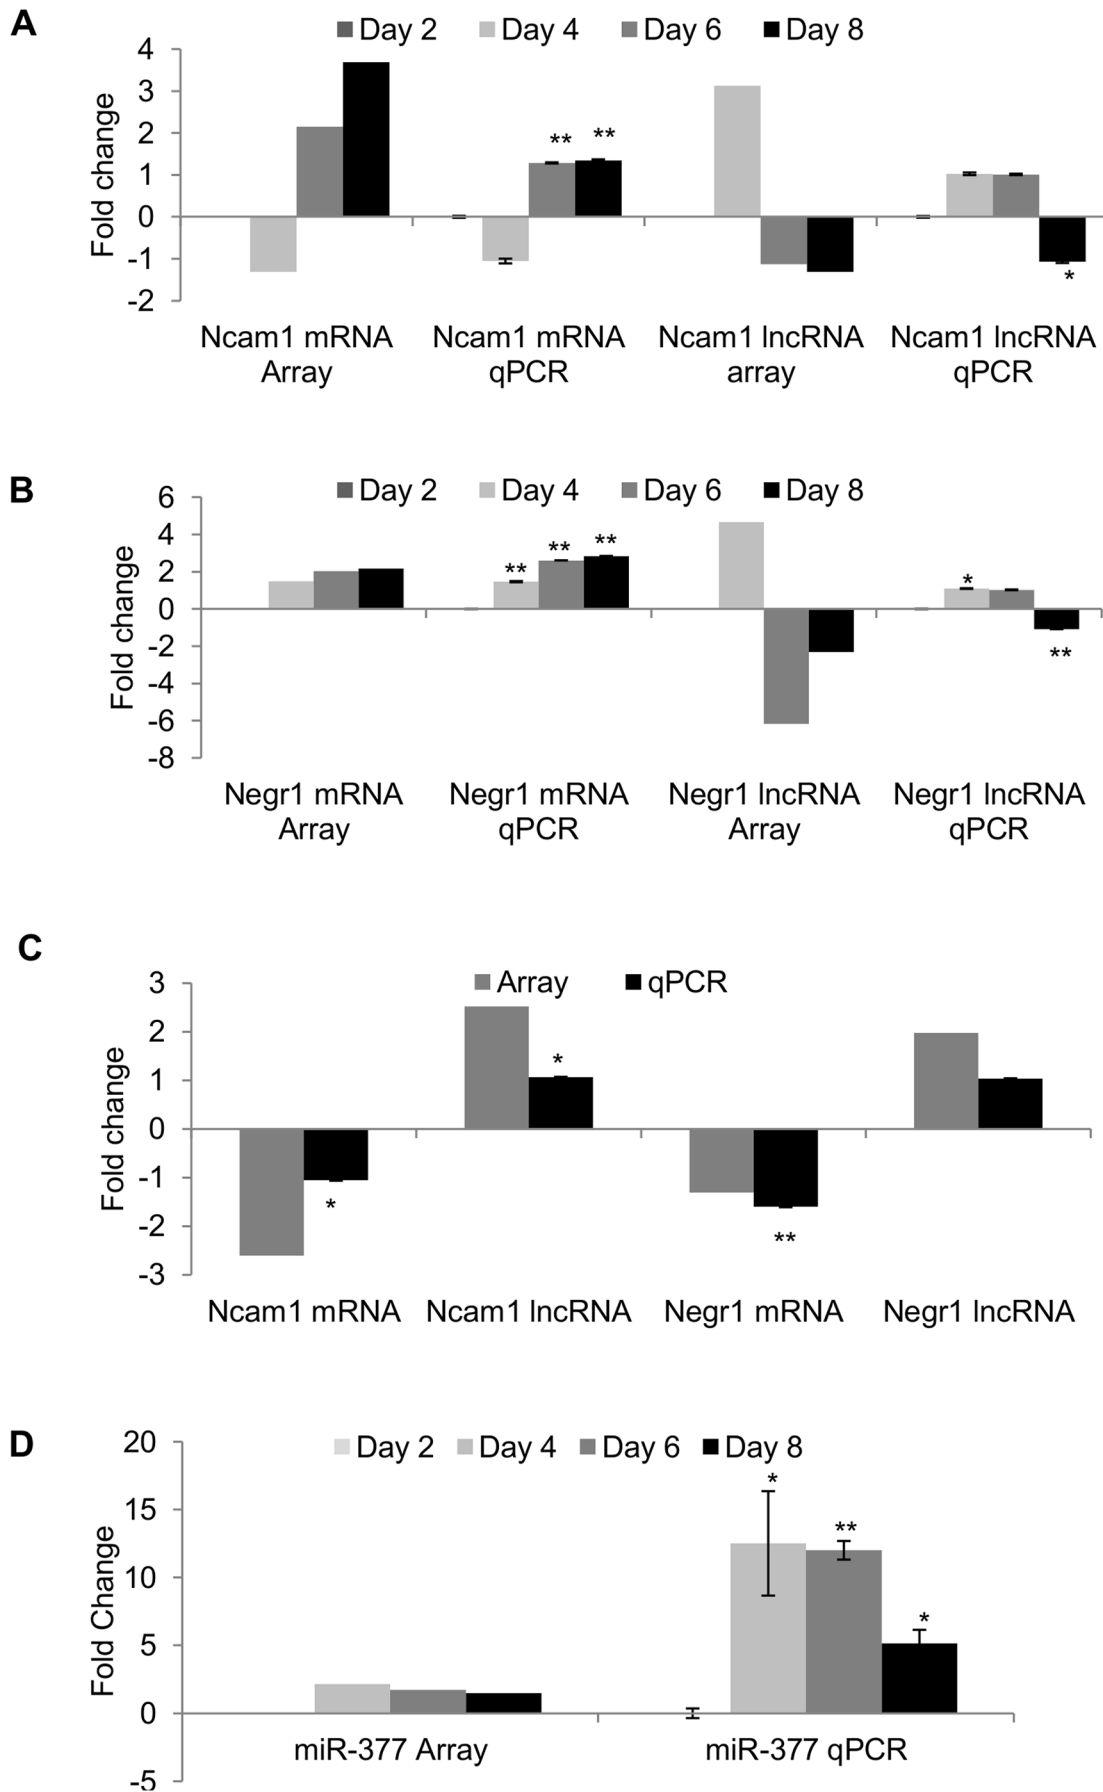 A
Day 2 Day 4 Day 6 Day 8
Fold change
4
3
2
1
0
-1
-2
** **
*
Ncam1 mRNA Array
Ncam1 mRNA qPCR
Ncam1 lncRNA array
Ncam1 lncRNA qPCR
B
Day 2 Day 4 Day 6 Day 8
Fold change
6
4
2
0
-2
-4
-6
-8
** ** **
*
**
Negr1 mRNA Array
Negr1 mRNA qPCR
Negr1 lncRNA Array
Negr1 lncRNA qPCR
C
Array qPCR
Fold change
3
2
1
0
-1
-2
-3
*
*
**
Ncam1 mRNA Ncam1 lncRNA Negr1 mRNA Negr1 lncRNA
D
Day 2 Day 4 Day 6 Day 8
Fold Change
20
15
10
5
0
-5
*
**
*
miR-377 Array miR-377 qPCR